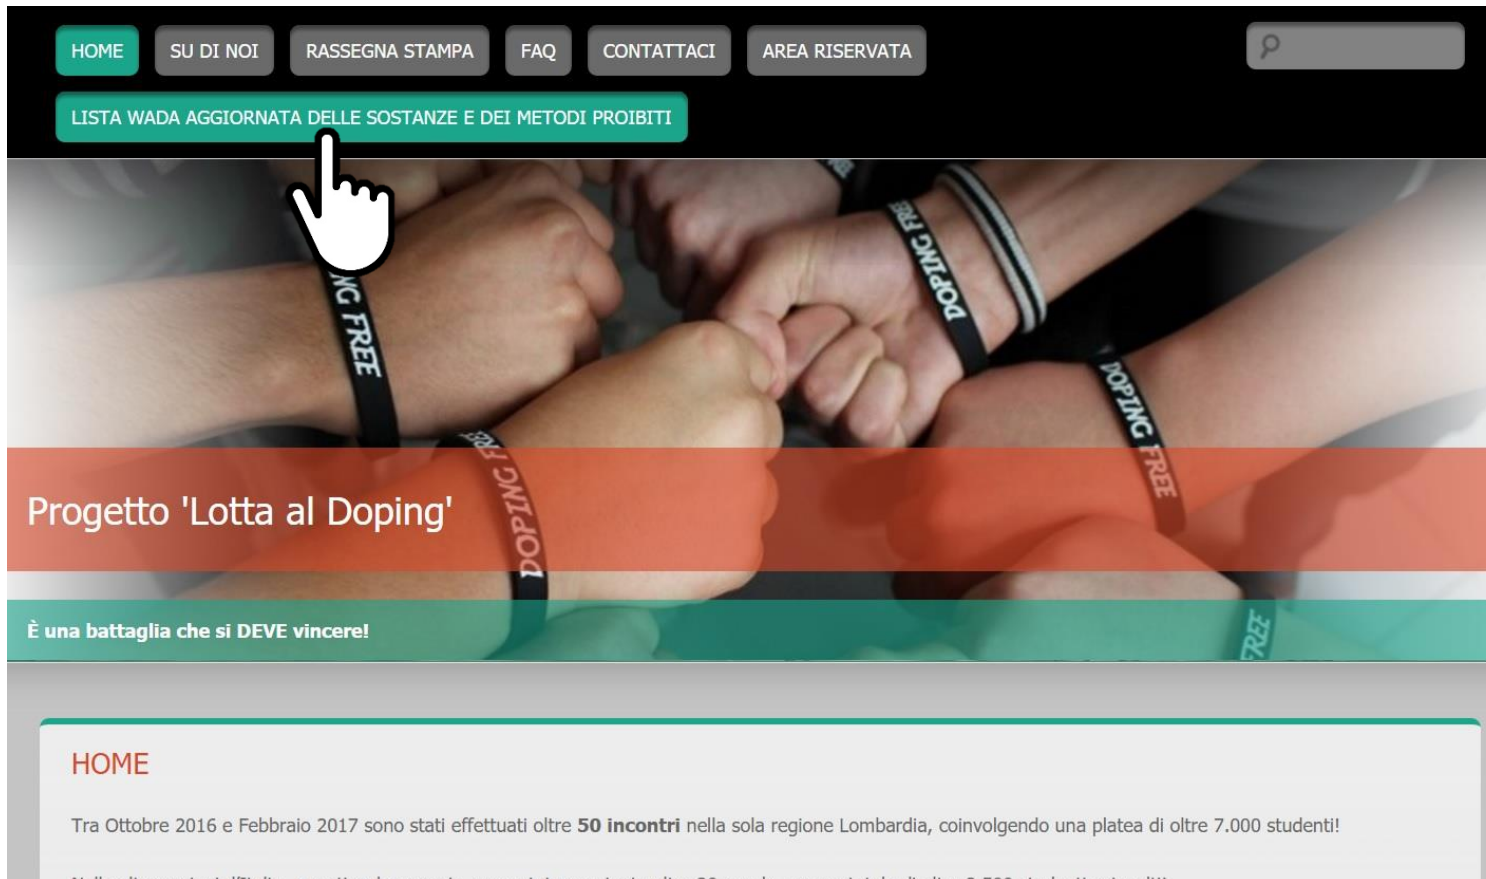 HOME SU DI NOI RASSEGNA STAMPA FAQ CONTATTACI AREA RISERVATA
LISTA WADA AGGIORNATA DELLE SOSTANZE E DEI METODI PROIBITI
NG FREE
DOPING FREE
DOPING FREE
DOPING FREE
Progetto 'Lotta al Doping'
È una battaglia che si DEVE vincere!
FREE
HOME
Tra Ottobre 2016 e Febbraio 2017 sono stati effettuati oltre 50 incontri nella sola regione Lombardia, coinvolgendo una platea di oltre 7.000 studenti!